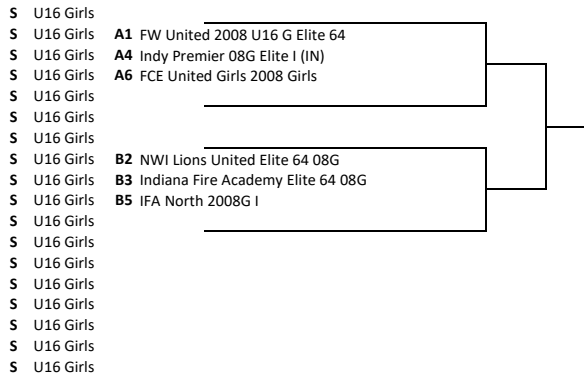 S U16 Girls
S U16 Girls A1 FW United 2008 U16 G Elite 64
S U16 Girls A4 Indy Premier 08G Elite I (IN)
S U16 Girls A6 FCE United Girls 2008 Girls
S U16 Girls
S U16 Girls
S U16 Girls
S U16 Girls B2 NWI Lions United Elite 64 08G
S U16 Girls B3 Indiana Fire Academy Elite 64 08G
S U16 Girls B5 IFA North 2008G I
S U16 Girls
S U16 Girls
S U16 Girls
S U16 Girls
S U16 Girls
S U16 Girls
S U16 Girls
S U16 Girls